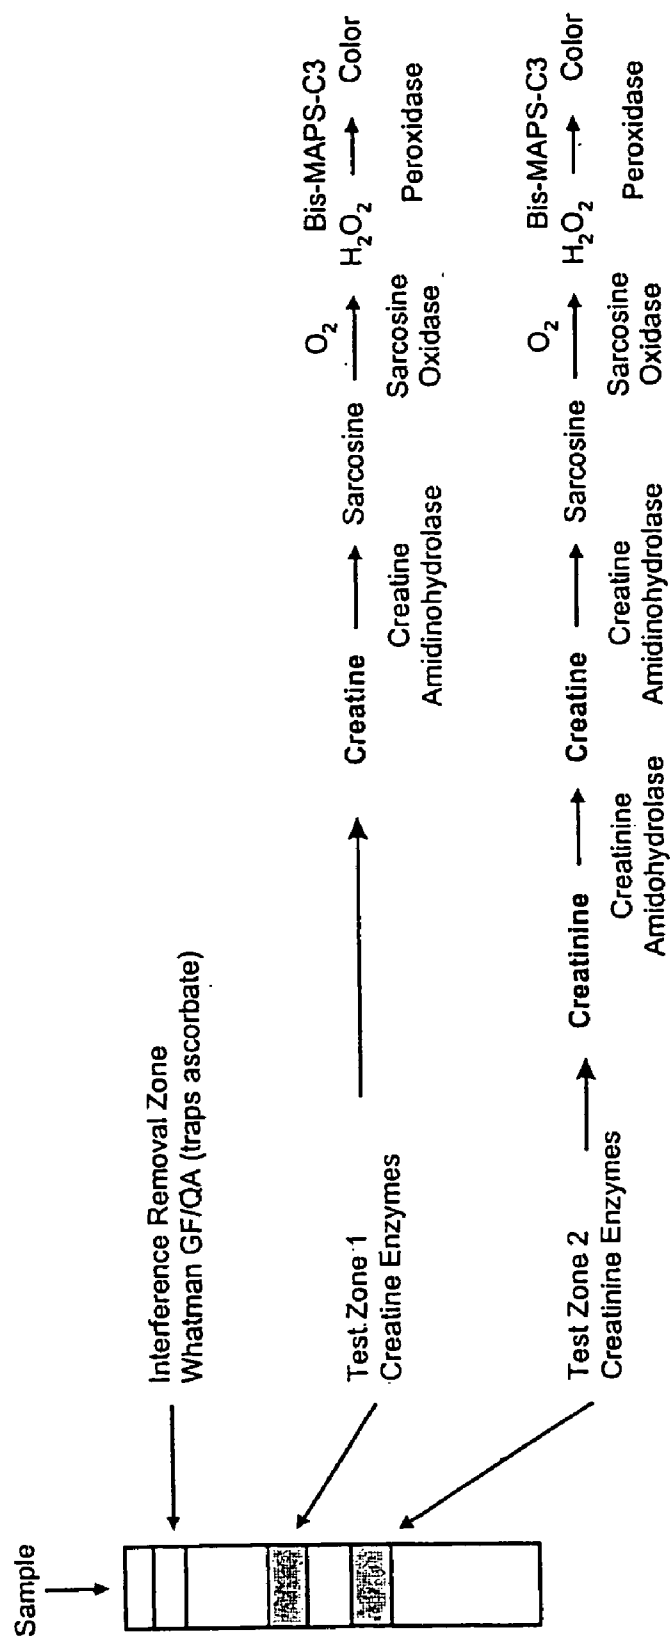 Sample
Interference Removal Zone
Whatman GF/QA (traps ascorbate)
Test Zone 1
Creatine Enzymes
Creatine
Creatine
Amidinohydrolase
Sarcosine
O₂
Sarcosine
Oxidase
Bis-MAPS-C3
H₂O₂
Color
Peroxidase
Test Zone 2
Creatinine Enzymes
Creatinine
Creatinine
Amidohydrolase
Creatine
Creatine
Amidinohydrolase
Sarcosine
O₂
Sarcosine
Oxidase
Bis-MAPS-C3
H₂O₂
Color
Peroxidase